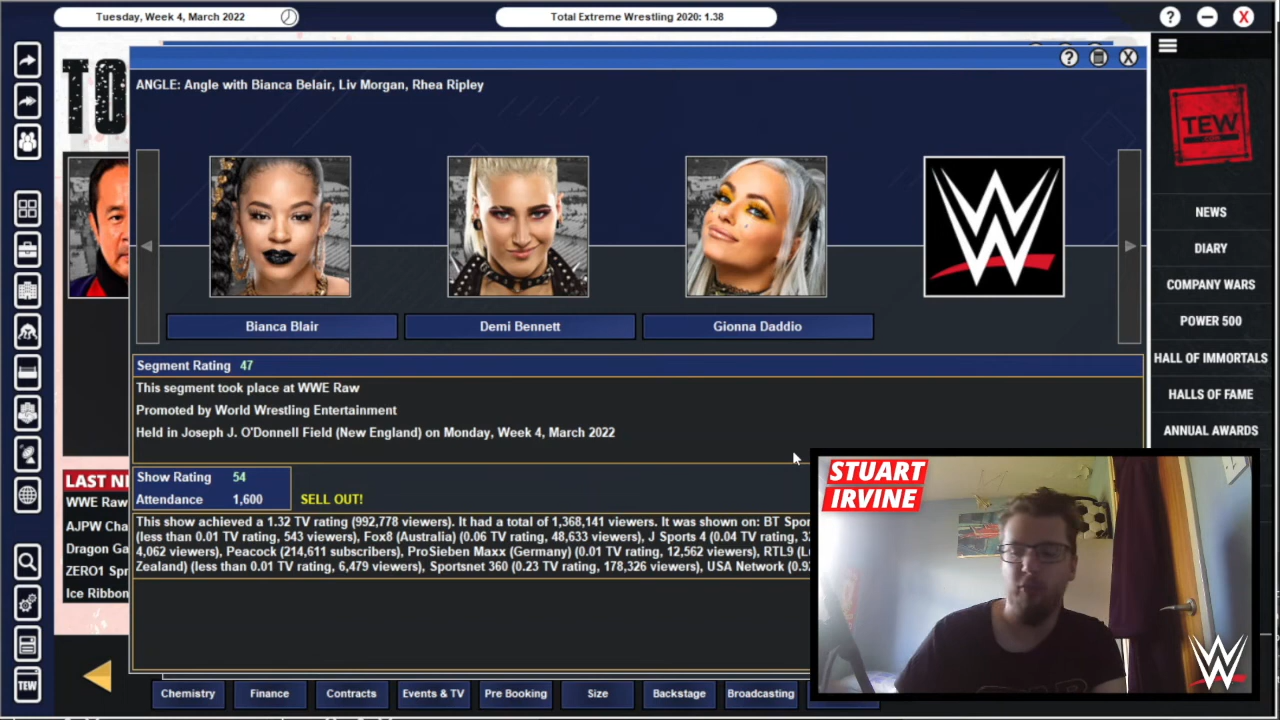 Tuesday, Week 4, March 2022
Total Extreme Wrestling 2020: 1.38
?
X
TO
?
X
ANGLE: Angle with Bianca Belair, Liv Morgan, Rhea Ripley
TEW
.COM
NEWS
DIARY
COMPANY WARS
POWER 500
HALL OF IMMORTALS
HALLS OF FAME
ANNUAL AWARDS
Bianca Blair
Demi Bennett
Gionna Daddio
Segment Rating 47
This segment took place at WWE Raw
Promoted by World Wrestling Entertainment
Held in Joseph J. O'Donnell Field (New England) on Monday, Week 4, March 2022
Show Rating 54
Attendance 1,600
SELL OUT!
This show achieved a 1.32 TV rating (992,778 viewers). It had a total of 1,368,141 viewers. It was shown on: BT Spor
(less than 0.01 TV rating, 543 viewers), Fox8 (Australia) (0.06 TV rating, 48,633 viewers), J Sports 4 (0.04 TV rating, 32
4,062 viewers), Peacock (214,611 subscribers), ProSieben Maxx (Germany) (0.01 TV rating, 12,562 viewers), RTL9 (L
Zealand) (less than 0.01 TV rating, 6,479 viewers), Sportsnet 360 (0.23 TV rating, 178,326 viewers), USA Network (0.92
LAST NI
WWE Raw
AJPW Cha
Dragon Ga
ZERO1 Spr
Ice Ribbon
STUART
IRVINE
TEW
Chemistry
Finance
Contracts
Events & TV
Pre Booking
Size
Backstage
Broadcasting
W